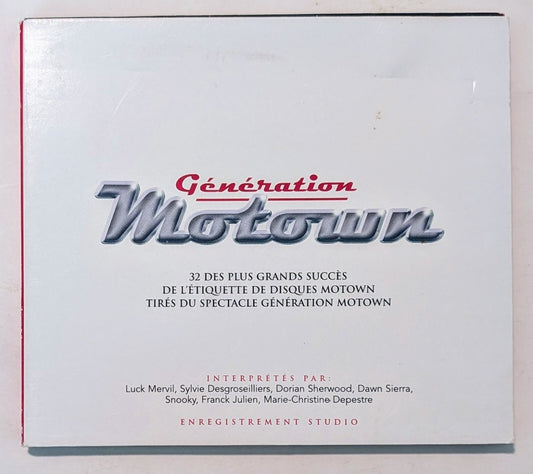 Génération
Motown
32 DES PLUS GRANDS SUCCÈS
DE L'ÉTIQUETTE DE DISQUES MOTOWN
TIRÉS DU SPECTACLE GÉNÉRATION MOTOWN
INTERPRÉTÉS PAR:
Luck Mervil, Sylvie Desgroseilliers, Dorian Sherwood, Dawn Sierra,
Snooky, Franck Julien, Marie-Christine Depestre
ENREGISTREMENT STUDIO